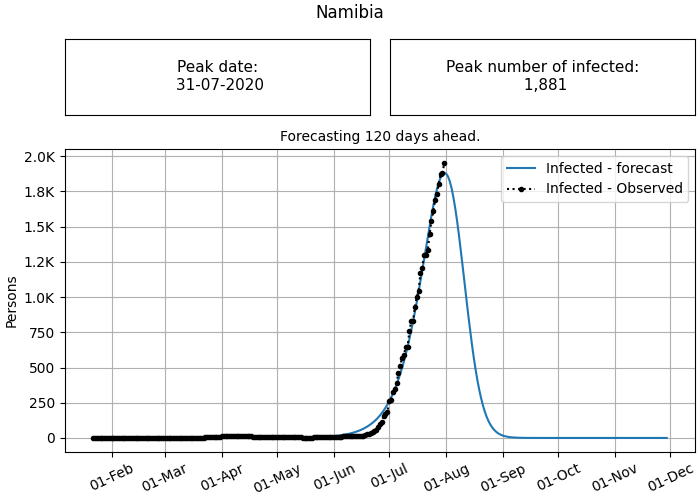 Namibia
Peak date:
31-07-2020
Peak number of infected:
1,881
Forecasting 120 days ahead.
Infected - forecast
Infected - Observed
Persons
2.0K
1.8K
1.5K
1.2K
1.0K
750
500
250
0
01-Feb
01-Mar
01-Apr
01-May
01-Jun
01-Jul
01-Aug
01-Sep
01-Oct
01-Nov
01-Dec